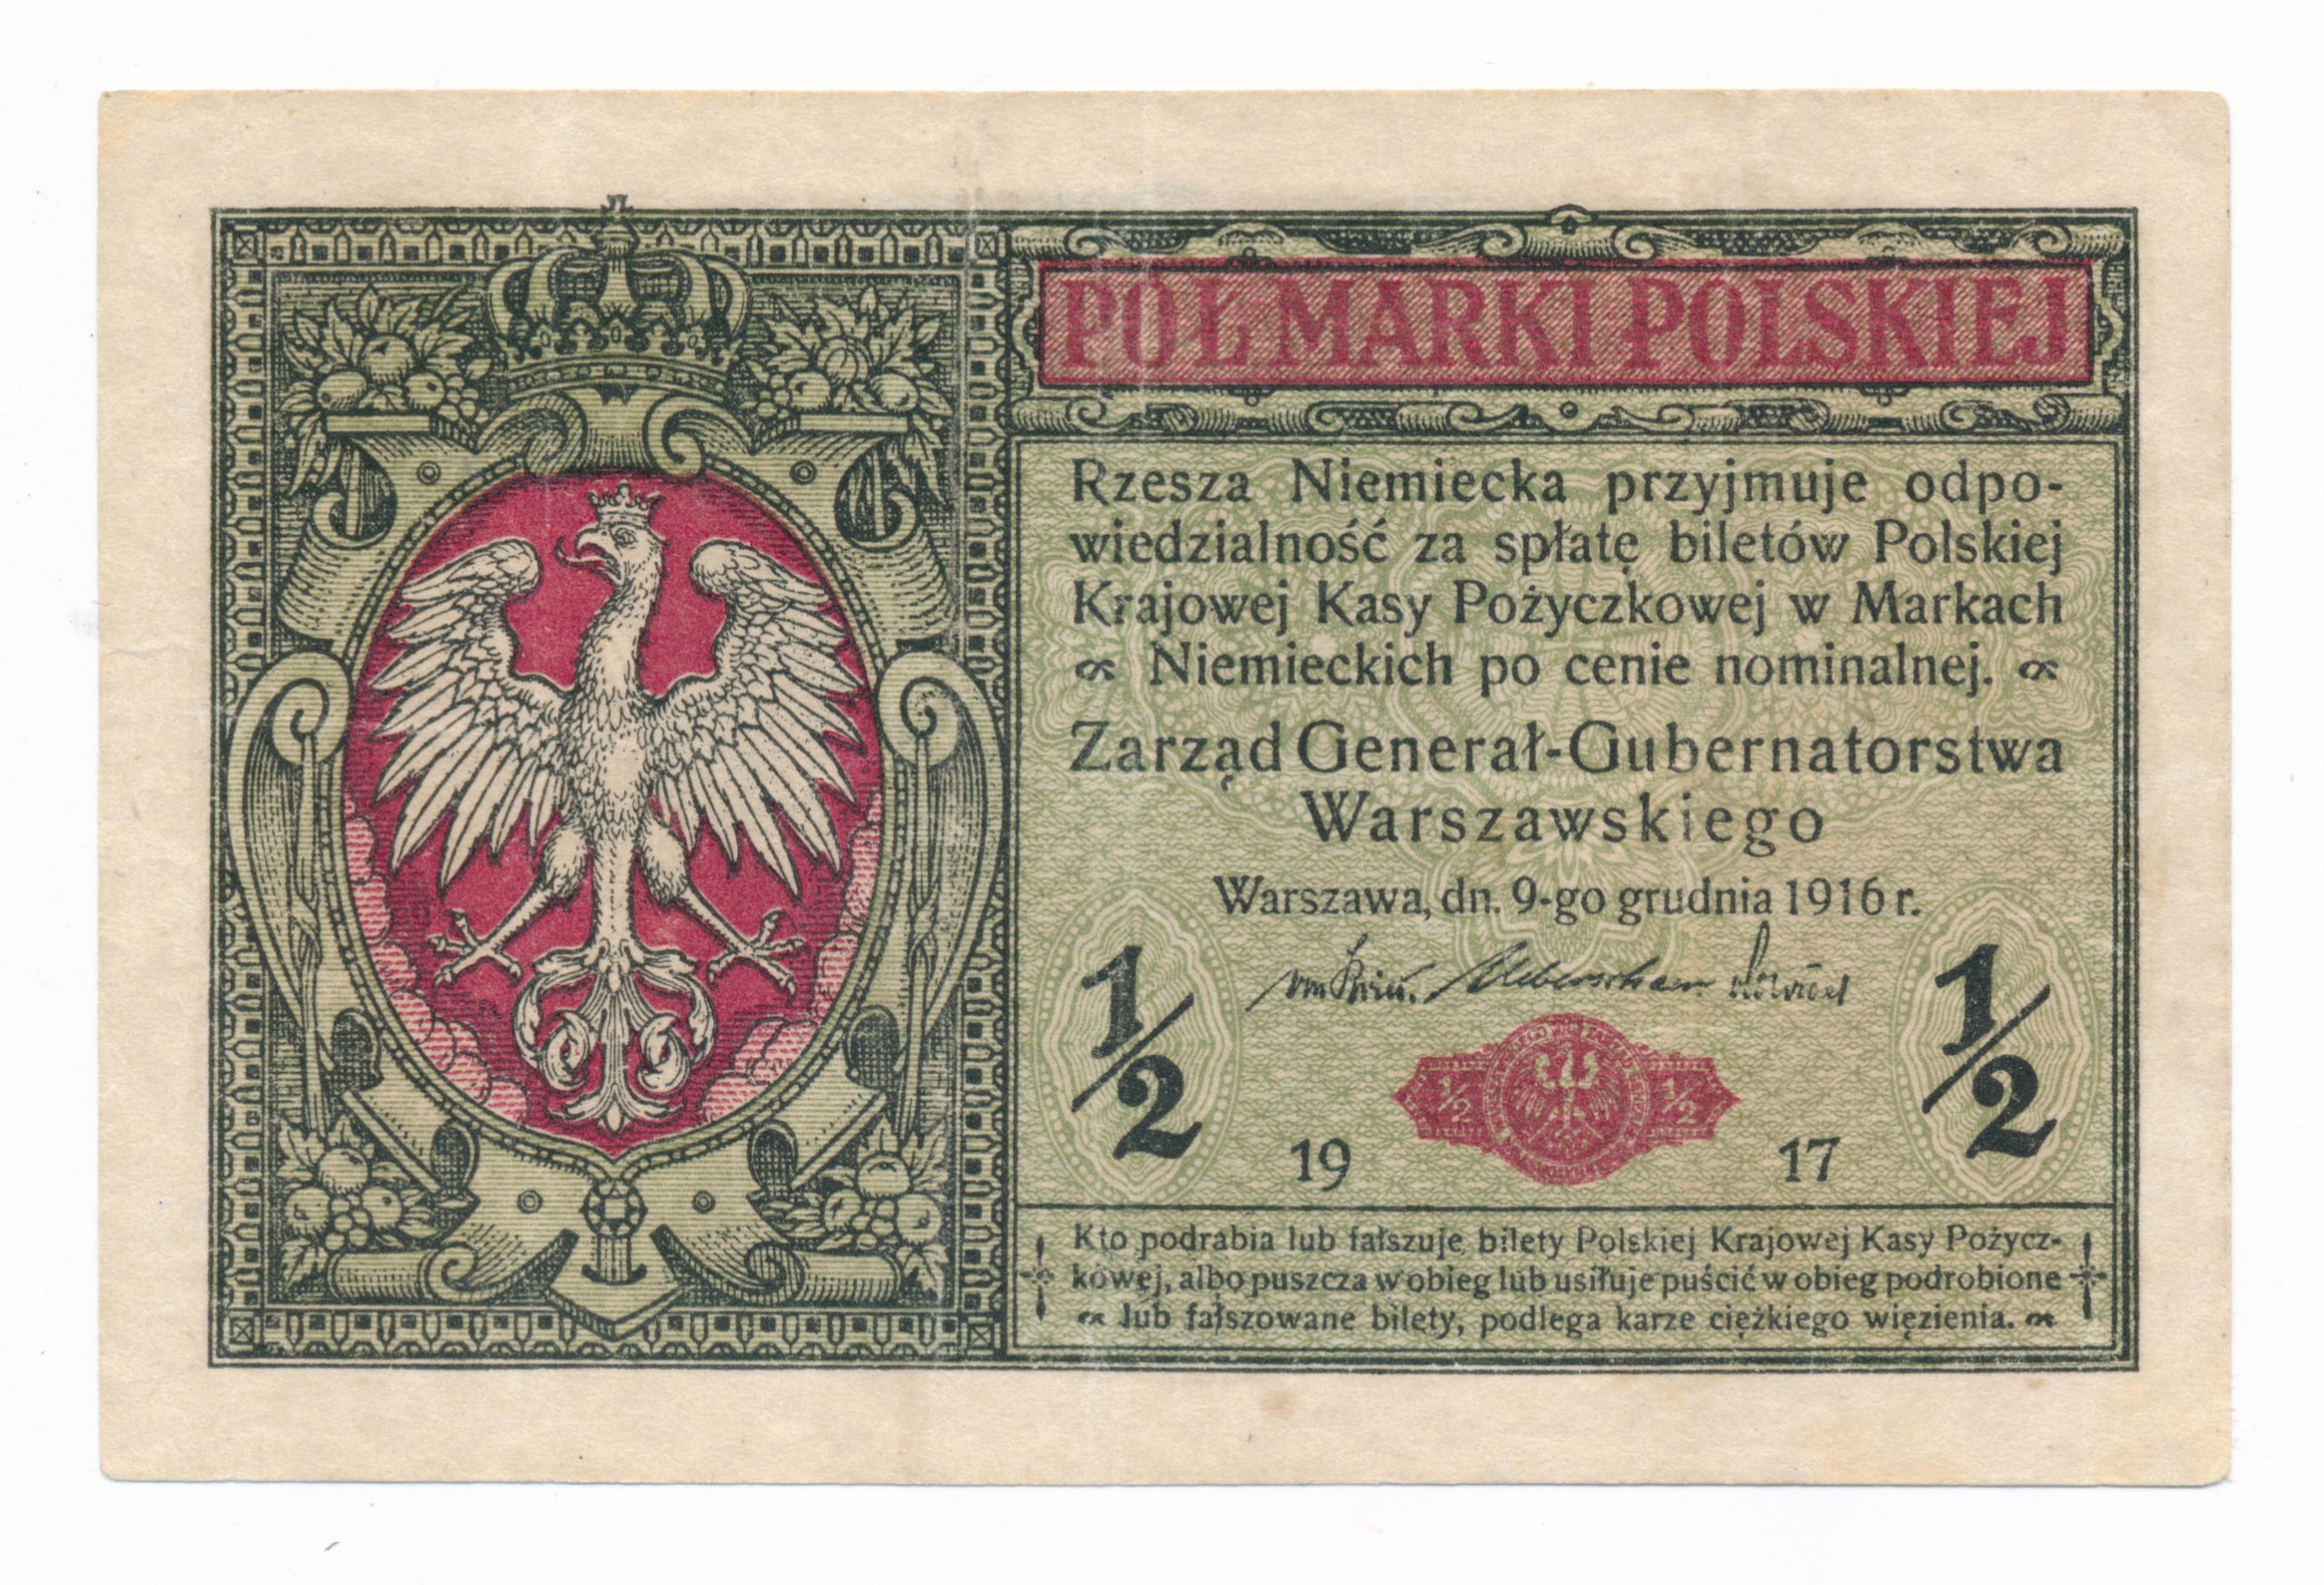 PÓŁ MARKI POLSKIEJ
Rzesza Niemiecka przyjmuje odpo-
wiedzialność za spłatę biletów Polskiej
Krajowej Kasy Pożyczkowej w Markach
Niemieckich po cenie nominalnej.
Zarząd Generał-Gubernatorstwa
Warszawskiego
Warszawa, dn. 9-go grudnia 1916 r.
1/2 1/2
1/2 1/2
19 17
Kto podrabia lub fałszuje bilety Polskiej Krajowej Kasy Pożycz-
kowej, albo puszcza w obieg lub usiłuje puścić w obieg podrobione
lub fałszowane bilety, podlega karze ciężkiego więzienia.